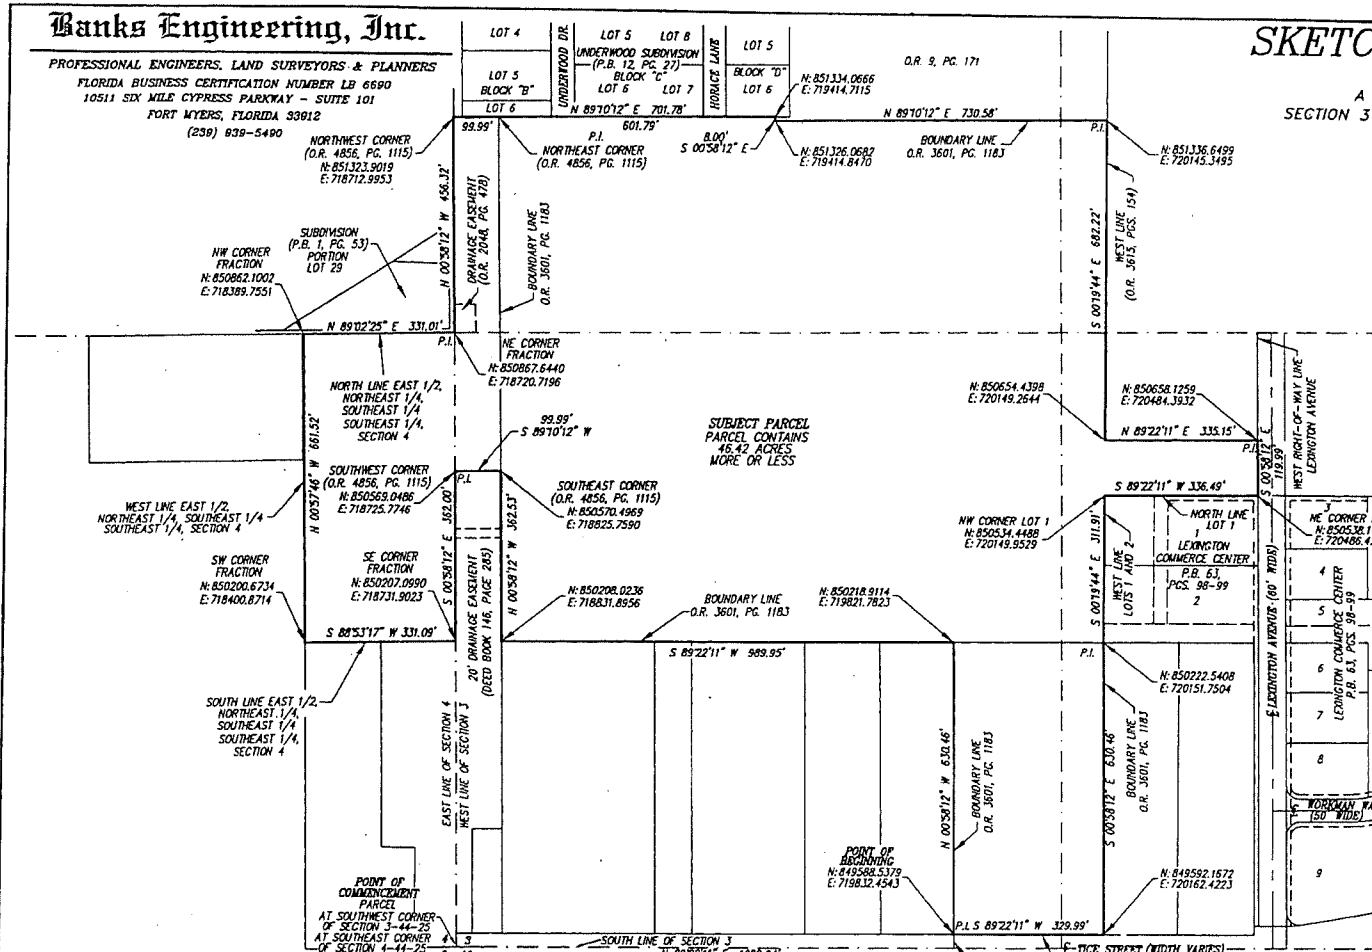 Banks Engineering, Inc.
PROFESSIONAL ENGINEERS, LAND SURVEYORS & PLANNERS
FLORIDA BUSINESS CERTIFICATION NUMBER LB 6690
10511 SIX MILE CYPRESS PARKWAY - SUITE 101
FORT MYERS, FLORIDA 33912
(239) 939-5490
SKETC
A
SECTION 3
LOT 4
LOT 5
BLOCK "B"
LOT 6
UNDERWOOD DR.
LOT 5 LOT 8
UNDERWOOD SUBDIVISION
(P.B. 12, PG. 27)
BLOCK "C"
LOT 6 LOT 7
HORACE LANE
LOT 5
BLOCK "D"
LOT 6
O.R. 9, PG. 171
N 89°10'12" E 701.78'
99.99'
601.79'
P.I.
8.00'
S 00°58'12" E
N:851334.0666
E:719414.7115
N 89°10'12" E 730.58'
P.I.
N:851326.0682
E:719414.8470
BOUNDARY LINE
O.R. 3601, PG. 1183
N:851336.6499
E:720145.3495
NORTHWEST CORNER
(O.R. 4856, PG. 1115)
N:851323.9019
E:718712.9953
NORTHEAST CORNER
(O.R. 4856, PG. 1115)
N 00°58'12" W 456.32'
DRAINAGE EASEMENT
(O.R. 2048, PG. 478)
BOUNDARY LINE
O.R. 3601, PG. 1183
S 00°19'44" E 682.22'
WEST LINE
(O.R. 3615, PGS. 154)
SUBDIVISION
(P.B. 1, PG. 53)
PORTION
LOT 29
NW CORNER
FRACTION
N:850862.1002
E:718389.7551
N 89°02'25" E 331.01'
P.I.
NE CORNER
FRACTION
N:850867.6440
E:718720.7196
NORTH LINE EAST 1/2,
NORTHEAST 1/4,
SOUTHEAST 1/4
SOUTHEAST 1/4,
SECTION 4
99.99'
S 89°10'12" W
SUBJECT PARCEL
PARCEL CONTAINS
46.42 ACRES
MORE OR LESS
N:850654.4398
E:720149.2644
N:850658.1259
E:720484.3932
N 89°22'11" E 335.15'
P.I.
S 00°58'12" E
119.99'
WEST RIGHT-OF-WAY LINE
LEXINGTON AVENUE
N 00°57'46" W 661.52'
WEST LINE EAST 1/2,
NORTHEAST 1/4, SOUTHEAST 1/4
SOUTHEAST 1/4, SECTION 4
SOUTHWEST CORNER
(O.R. 4856, PG. 1115)
N:850569.0486
E:718725.7746
P.I.
SOUTHEAST CORNER
(O.R. 4856, PG. 1115)
N:850570.4969
E:718825.7590
S 00°58'12" E 362.00'
N 00°58'12" W 362.53'
S 89°22'11" W 336.49'
NW CORNER LOT 1
N:850534.4488
E:720149.9529
NORTH LINE
LOT 1
1
LEXINGTON
COMMERCE CENTER
P.B. 63,
PGS. 98-99
2
S 00°19'44" E 311.91'
WEST LINE
LOTS 1 AND 2
3
NE CORNER
N:850538.1
E:720486.4
4
5
6
7
8
9
LEXINGTON COMMERCE CENTER
P.B. 63, PGS. 98-99
℄ LEXINGTON AVENUE (60' WIDE)
SW CORNER
FRACTION
N:850200.6734
E:718400.8714
SE CORNER
FRACTION
N:850207.0990
E:718731.9023
S 88°53'17" W 331.09'
20' DRAINAGE EASEMENT
(DEED BOOK 146, PAGE 285)
N:850208.0236
E:718831.8956
BOUNDARY LINE
O.R. 3601, PG. 1183
N:850218.9114
E:719821.7823
S 89°22'11" W 989.95'
P.I.
N:850222.5408
E:720151.7504
SOUTH LINE EAST 1/2,
NORTHEAST 1/4,
SOUTHEAST 1/4
SOUTHEAST 1/4,
SECTION 4
EAST LINE OF SECTION 4
WEST LINE OF SECTION 3
N 00°58'12" W 630.46'
BOUNDARY LINE
O.R. 3601, PG. 1183
S 00°58'12" E 630.46'
BOUNDARY LINE
O.R. 3601, PG. 1183
℄ WORKMAN WA
(50' WIDE)
POINT OF
BEGINNING
N:849588.5379
E:719832.4543
N:849592.1672
E:720162.4223
POINT OF
COMMENCEMENT
PARCEL
AT SOUTHWEST CORNER
OF SECTION 3-44-25
AT SOUTHEAST CORNER
OF SECTION 4-44-25
4 3
P.I. S 89°22'11" W 329.99'
SOUTH LINE OF SECTION 3
℄ TICE STREET (WIDTH VARIES)